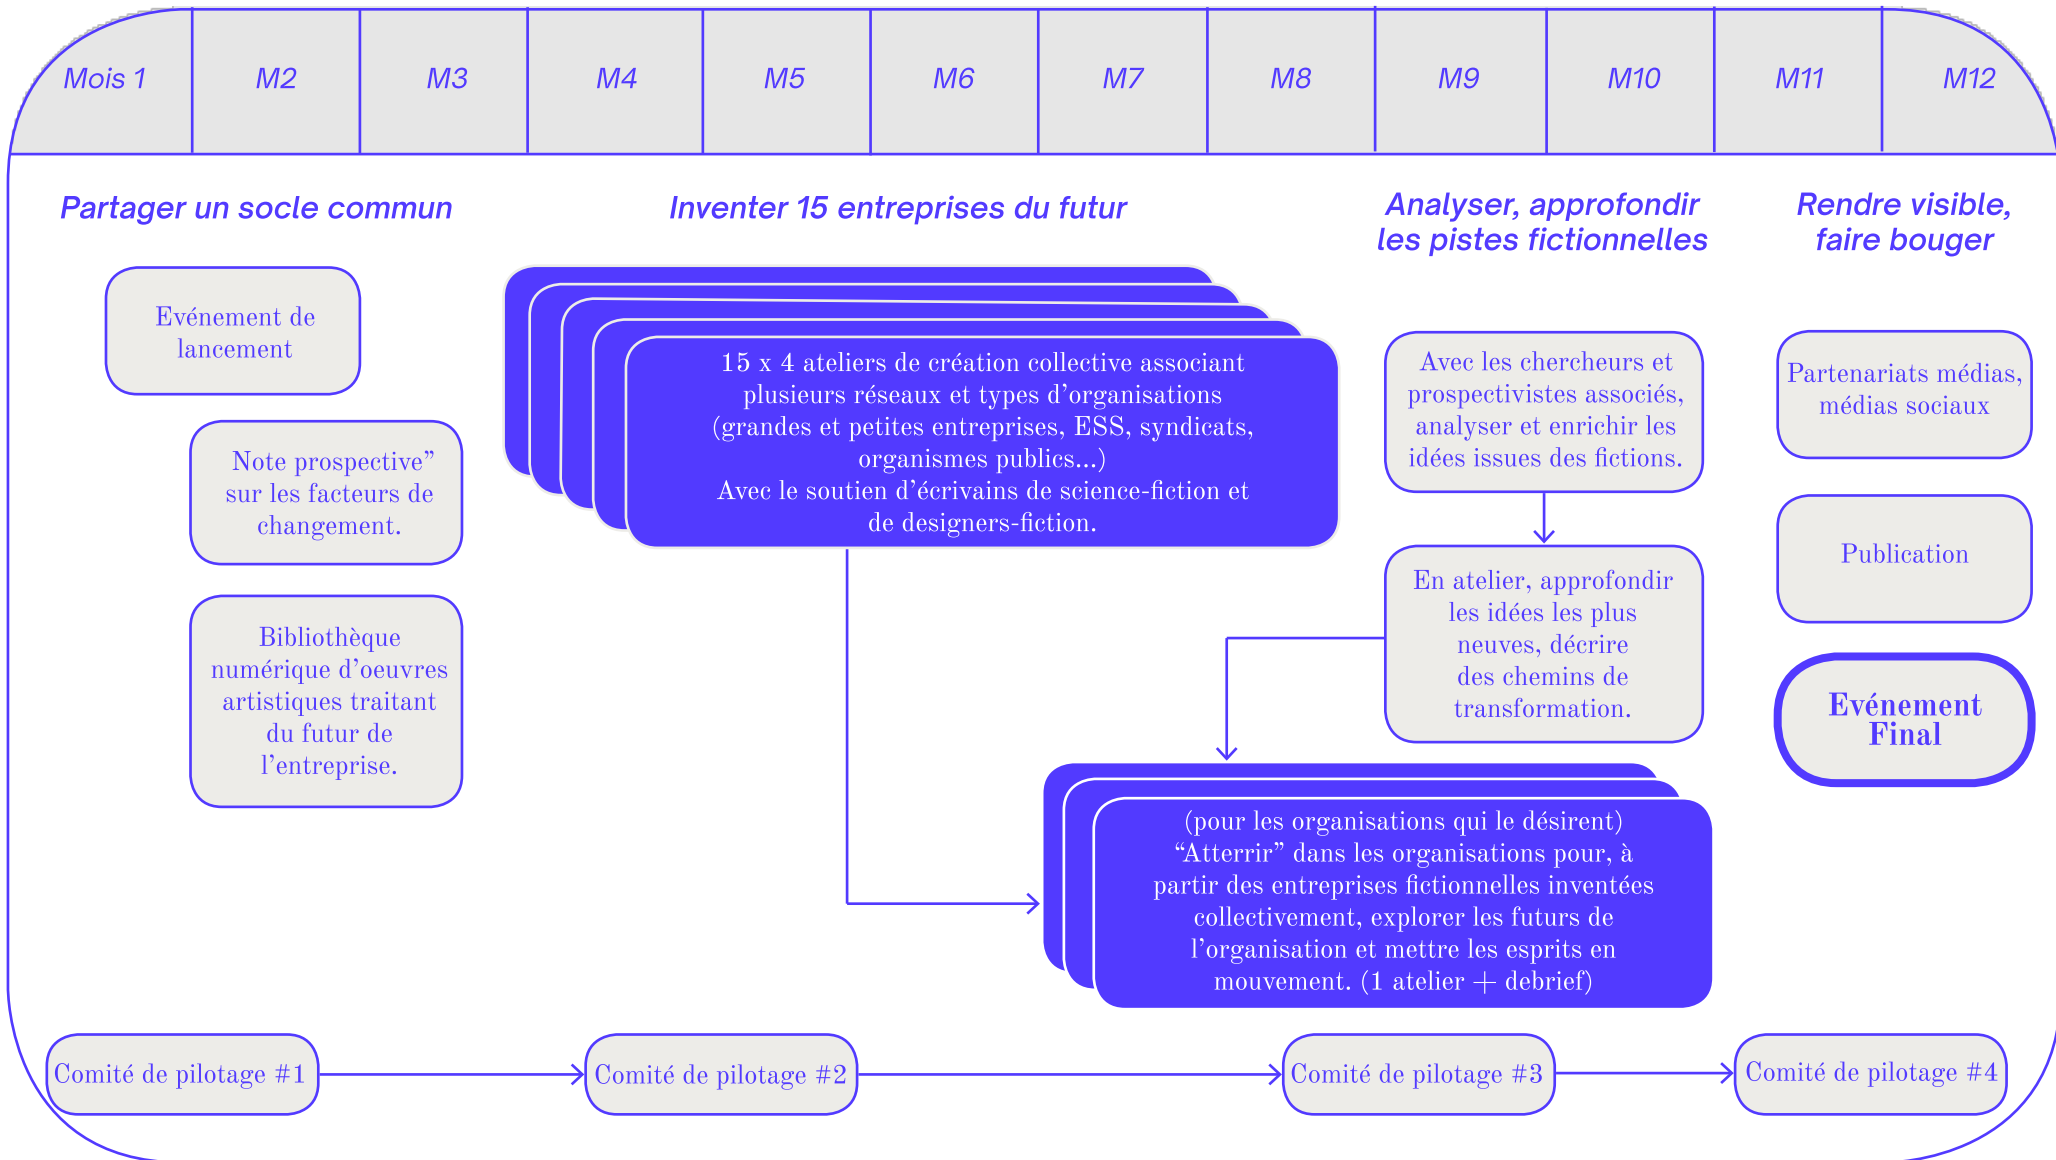 Mois 1
M2
M3
M4
M5
M6
M7
M8
M9
M10
M11
M12
Partager un socle commun
Evénement de
lancement
Note prospective”
sur les facteurs de
changement.
Bibliothèque
numérique d’oeuvres
artistiques traitant
du futur de
l’entreprise.
Inventer 15 entreprises du futur
15 x 4 ateliers de création collective associant
plusieurs réseaux et types d’organisations
(grandes et petites entreprises, ESS, syndicats,
organismes publics...)
Avec le soutien d’écrivains de science-fiction et
de designers-fiction.
Analyser, approfondir
les pistes fictionnelles
Avec les chercheurs et
prospectivistes associés,
analyser et enrichir les
idées issues des fictions.
En atelier, approfondir
les idées les plus
neuves, décrire
des chemins de
transformation.
(pour les organisations qui le désirent)
“Atterrir” dans les organisations pour, à
partir des entreprises fictionnelles inventées
collectivement, explorer les futurs de
l’organisation et mettre les esprits en
mouvement. (1 atelier + debrief)
Rendre visible,
faire bouger
Partenariats médias,
médias sociaux
Publication
Evénement
Final
Comité de pilotage #1
Comité de pilotage #2
Comité de pilotage #3
Comité de pilotage #4